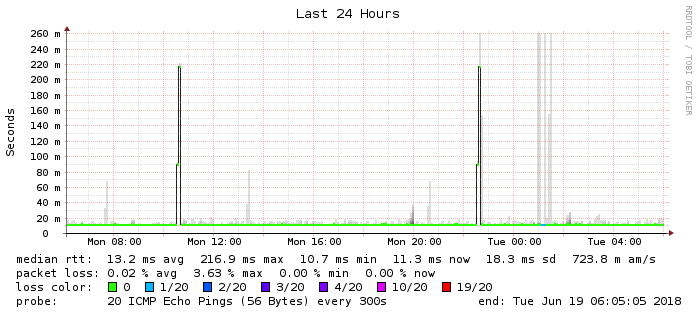 Last 24 Hours
RRDTOOL / TOBI OETIKER
Seconds
260 m
240 m
220 m
200 m
180 m
160 m
140 m
120 m
100 m
80 m
60 m
40 m
20 m
0
Mon 08:00 Mon 12:00 Mon 16:00 Mon 20:00 Tue 00:00 Tue 04:00
median rtt: 13.2 ms avg 216.9 ms max 10.7 ms min 11.3 ms now 18.3 ms sd 723.8 m am/s
packet loss: 0.02 % avg 3.63 % max 0.00 % min 0.00 % now
loss color: 0 1/20 2/20 3/20 4/20 10/20 19/20
probe: 20 ICMP Echo Pings (56 Bytes) every 300s end: Tue Jun 19 06:05:05 2018